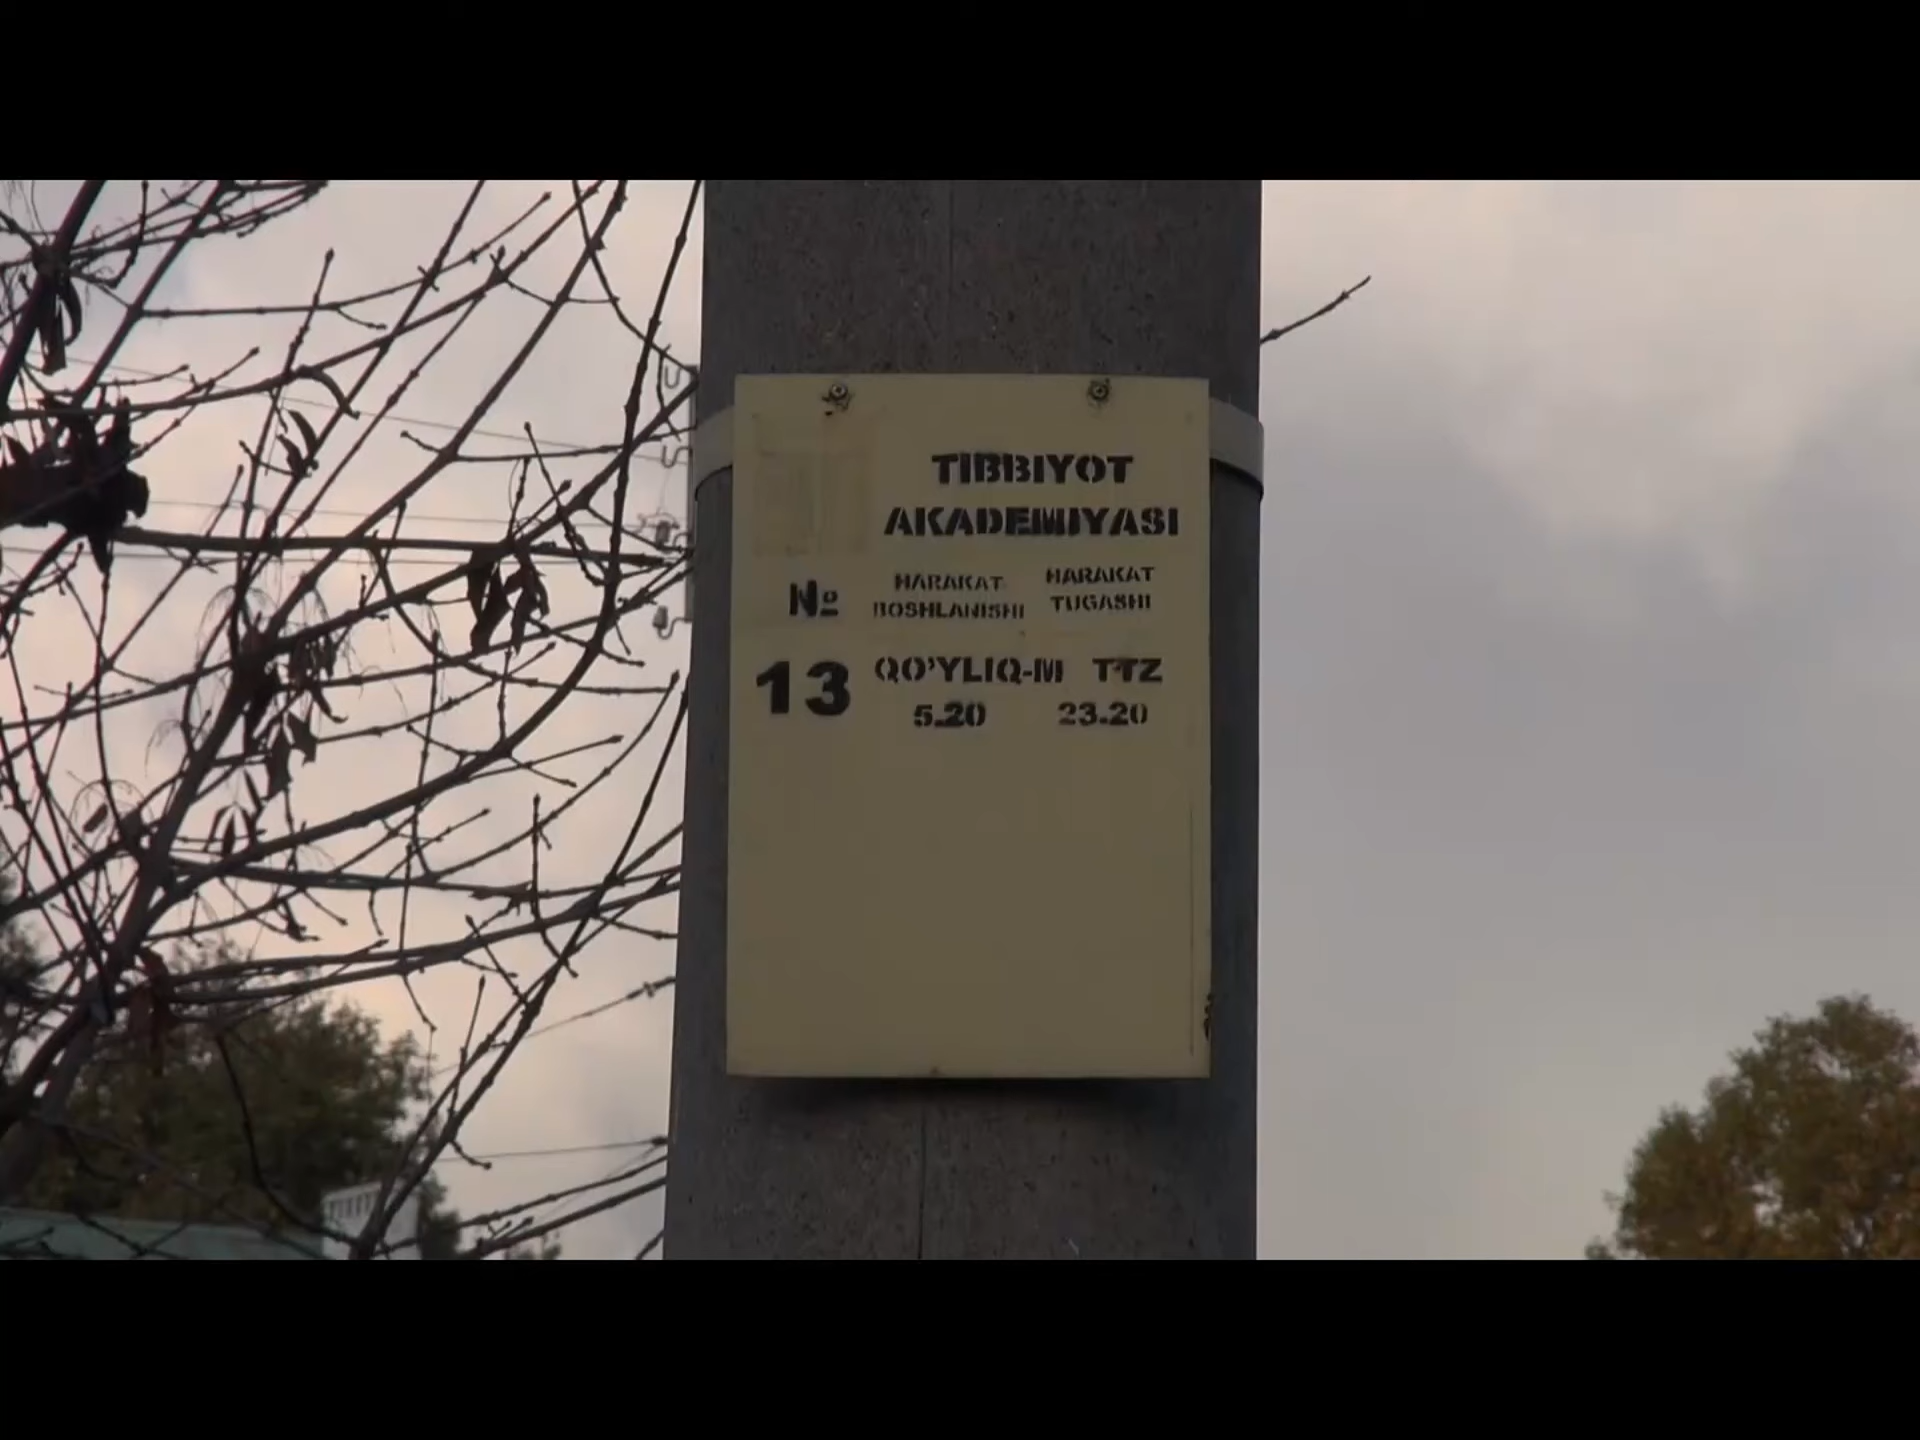 TIBBIYOT
AKADEMIYASI
№ HARAKAT BOSHLANISHI HARAKAT TUGASHI
13 QO'YLIQ-M TTZ
5.20 23.20